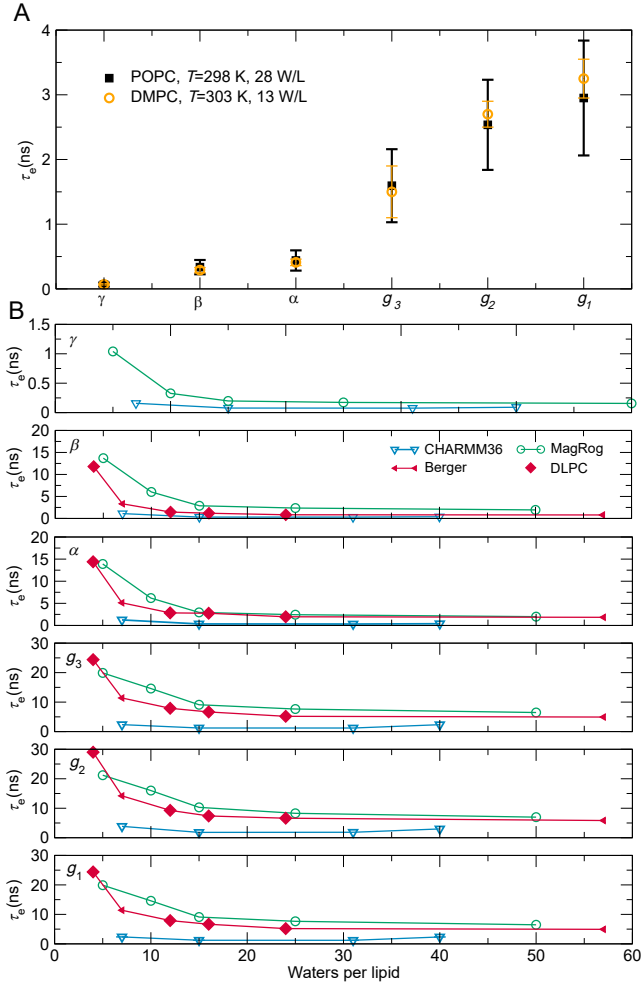 A
4
3
2
1
0
τe(ns)
POPC, T=298 K, 28 W/L
DMPC, T=303 K, 13 W/L
γ β α g3 g2 g1
B
γ
1.5
1
0.5
0
τe(ns)
β
20
15
10
5
0
τe(ns)
CHARMM36 MagRog
Berger DLPC
α
20
15
10
5
0
τe(ns)
g3
30
20
10
0
τe(ns)
g2
30
20
10
0
τe(ns)
g1
30
20
10
0
τe(ns)
0 10 20 30 40 50 60
Waters per lipid